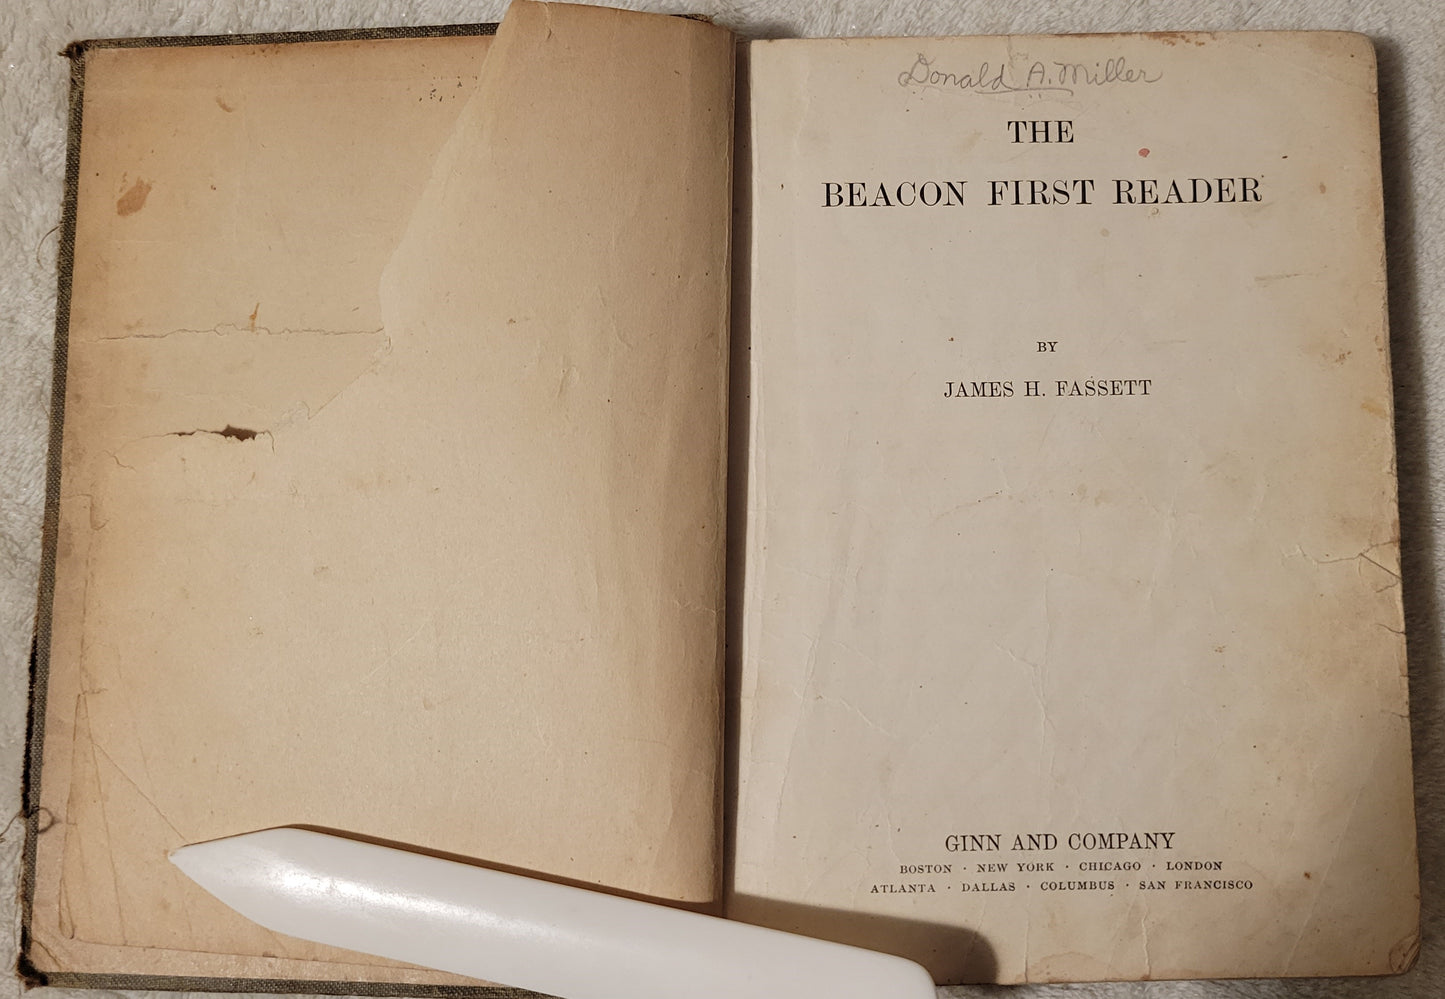 Donald A. Miller
THE
BEACON FIRST READER
BY
JAMES H. FASSETT
GINN AND COMPANY
BOSTON · NEW YORK · CHICAGO · LONDON
ATLANTA · DALLAS · COLUMBUS · SAN FRANCISCO